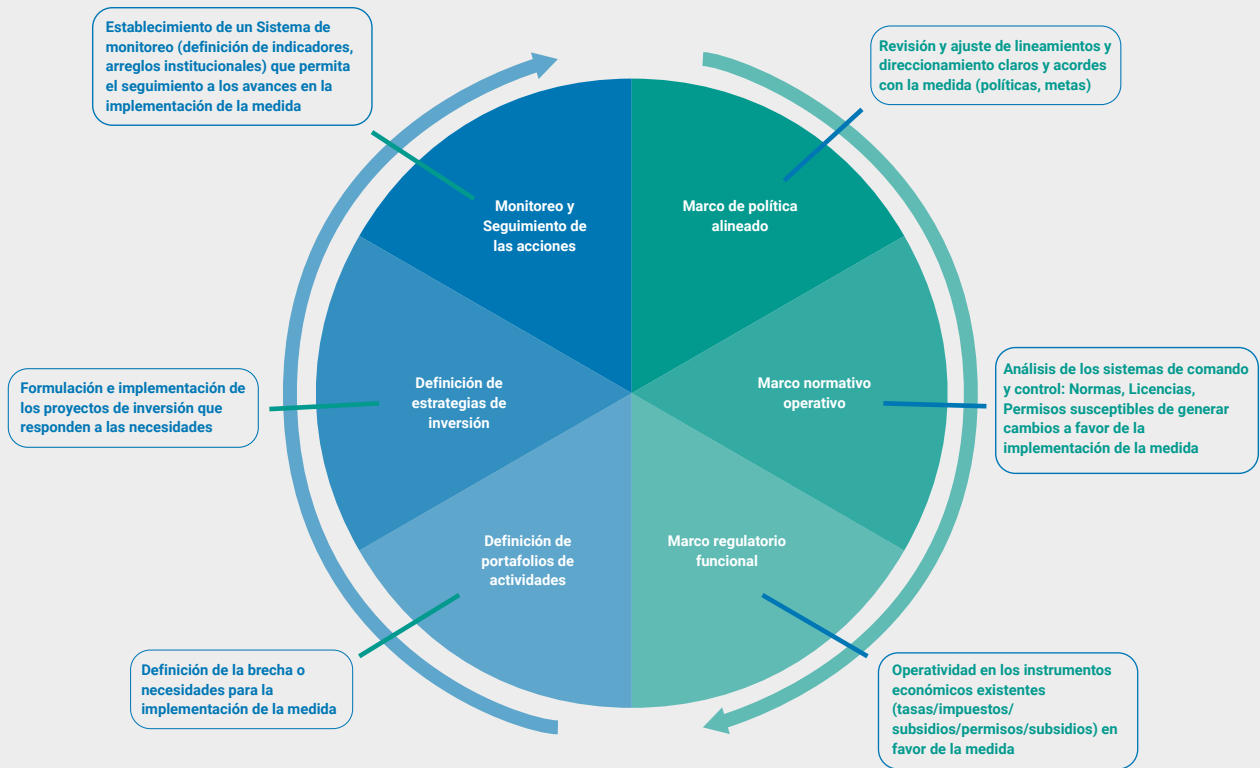 Establecimiento de un Sistema de
monitoreo (definición de indicadores,
arreglos institucionales) que permita
el seguimiento a los avances en la
implementación de la medida
Revisión y ajuste de lineamientos y
direccionamiento claros y acordes
con la medida (políticas, metas)
Monitoreo y
Seguimiento de
las acciones
Marco de política
alineado
Formulación e implementación de
los proyectos de inversión que
responden a las necesidades
Definición de
estrategias de
inversión
Marco normativo
operativo
Análisis de los sistemas de comando
y control: Normas, Licencias,
Permisos susceptibles de generar
cambios a favor de la
implementación de la medida
Definición de
portafolios de
actividades
Marco regulatorio
funcional
Definición de la brecha o
necesidades para la
implementación de la medida
Operatividad en los instrumentos
económicos existentes
(tasas/impuestos/
subsidios/permisos/subsidios) en
favor de la medida